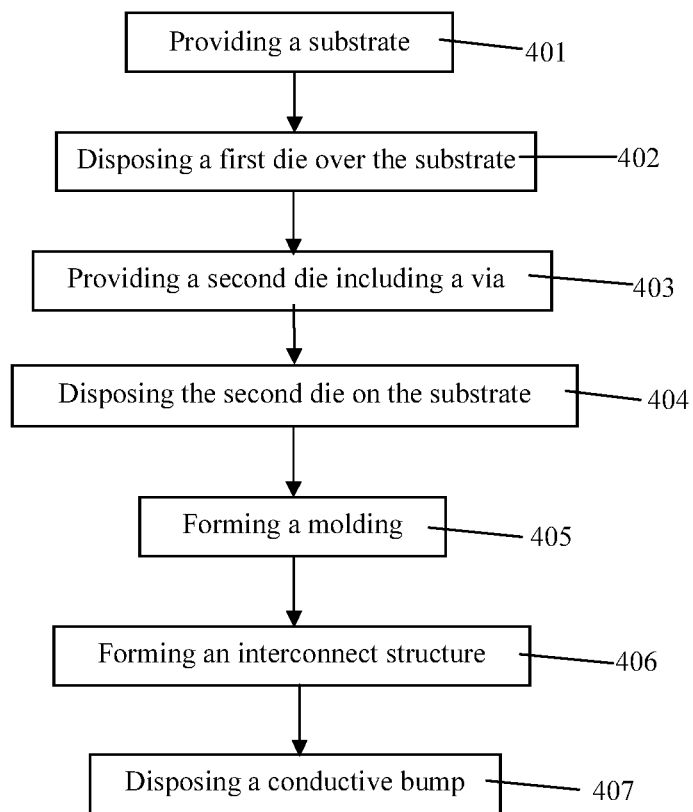 Providing a substrate
401
Disposing a first die over the substrate
402
Providing a second die including a via
403
Disposing the second die on the substrate
404
Forming a molding
405
Forming an interconnect structure
406
Disposing a conductive bump
407